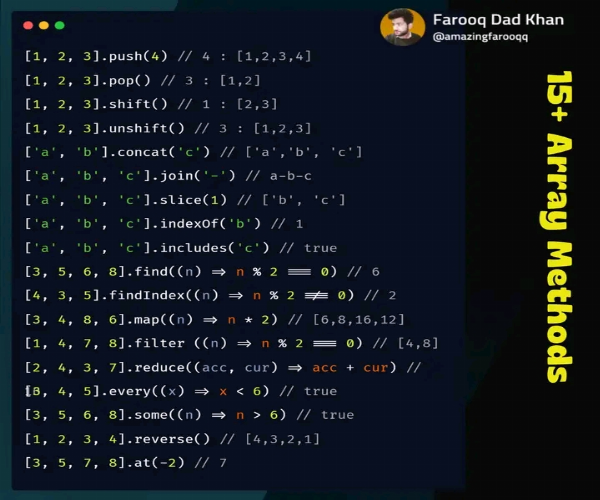 Farooq Dad Khan
@amazingfarooqq
15+ Array Methods
[1, 2, 3].push(4) // 4 : [1,2,3,4]
[1, 2, 3].pop() // 3 : [1,2]
[1, 2, 3].shift() // 1 : [2,3]
[1, 2, 3].unshift() // 3 : [1,2,3]
['a', 'b'].concat('c') // ['a','b', 'c']
['a', 'b', 'c'].join('-') // a-b-c
['a', 'b', 'c'].slice(1) // ['b', 'c']
['a', 'b', 'c'].indexOf('b') // 1
['a', 'b', 'c'].includes('c') // true
[3, 5, 6, 8].find((n) => n % 2 === 0) // 6
[4, 3, 5].findIndex((n) => n % 2 !== 0) // 2
[3, 4, 8, 6].map((n) => n * 2) // [6,8,16,12]
[1, 4, 7, 8].filter ((n) => n % 2 === 0) // [4,8]
[2, 4, 3, 7].reduce((acc, cur) => acc + cur) //
, 4, 5].every((x) => x < 6) // true
[3, 5, 6, 8].some((n) => n > 6) // true
[1, 2, 3, 4].reverse() // [4,3,2,1]
[3, 5, 7, 8].at(-2) // 7